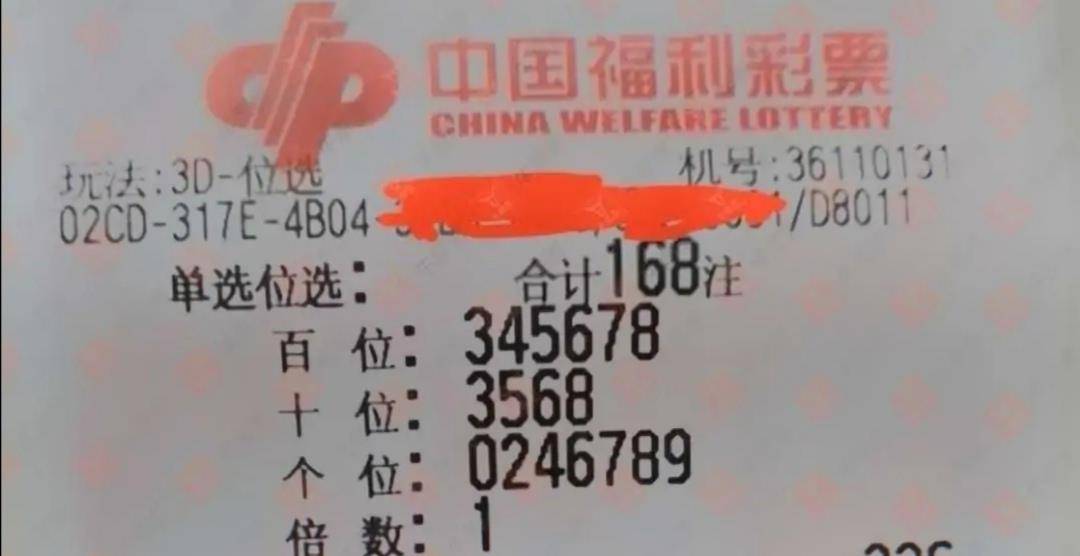 中国福利彩票
CHINA WELFARE LOTTERY
玩法:3D-位选 机号:36110131
02CD-317E-4B04 /D8011
单选位选: 合计168注
百 位: 345678
十 位: 3568
个 位: 0246789
倍 数: 1